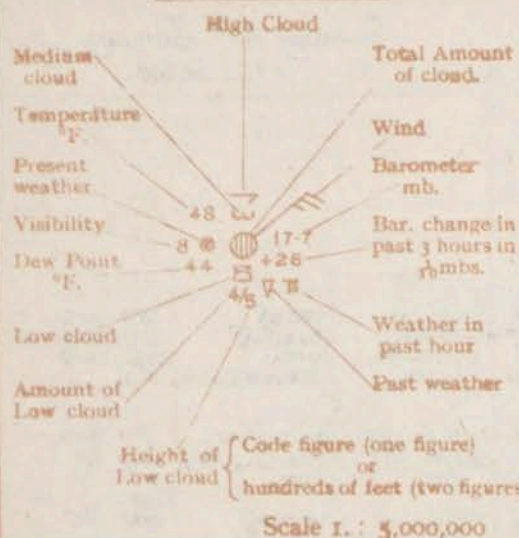 High Cloud
Medium
cloud
Total Amount
of cloud.
Temperature
°F.
Wind
Present
weather
Barometer
mb.
48
Visibility
8
17-7
Bar. change in
past 3 hours in
1/10 mbs.
Dew Point
°F.
44
+26
Low cloud
4/5
Weather in
past hour
Amount of
Low cloud
Past weather
Height of
Low cloud
Code figure (one figure)
or
hundreds of feet (two figures
Scale 1. : 5,000,000